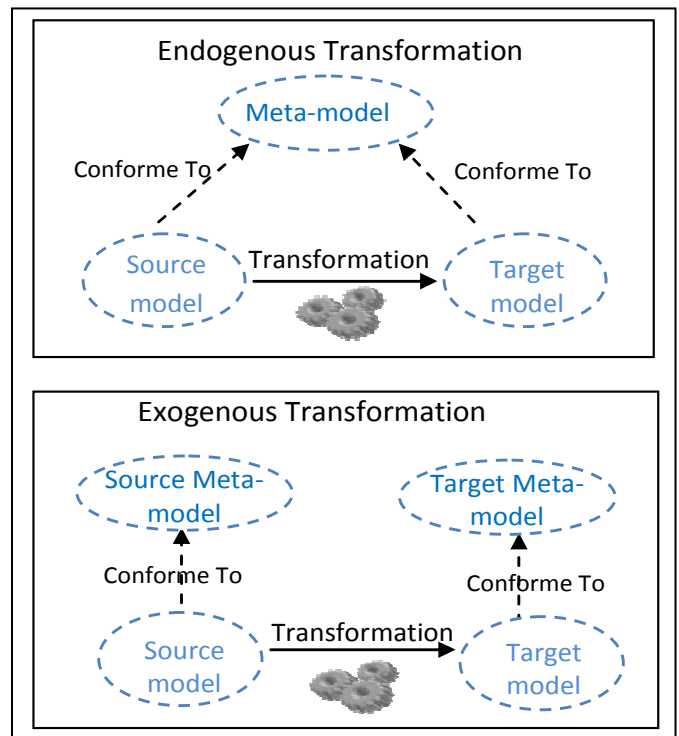 Endogenous Transformation
Meta-model
Conforme To
Conforme To
Transformation
Source
model
Target
model
Exogenous Transformation
Source Meta-
model
Target Meta-
model
Conforme To
Conforme To
Transformation
Source
model
Target
model